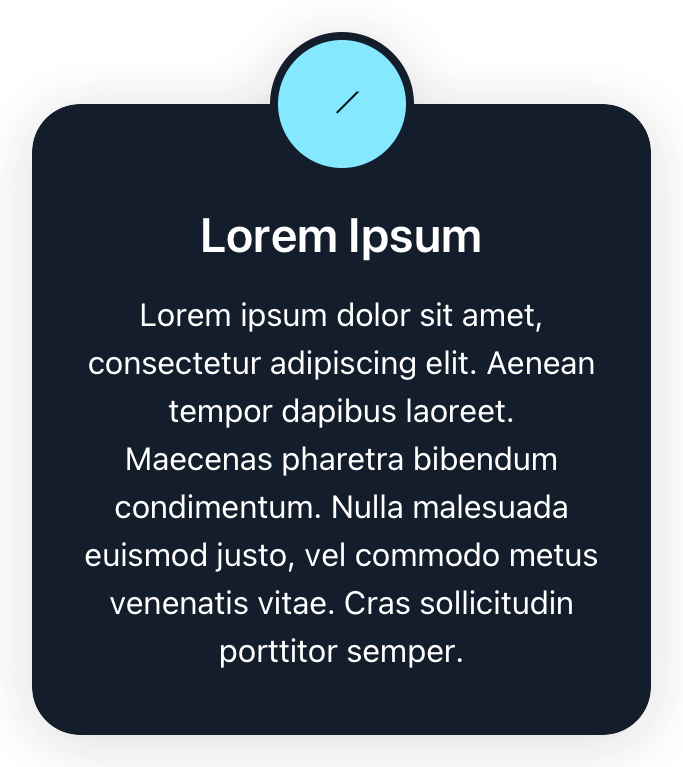 Lorem Ipsum
Lorem ipsum dolor sit amet,
consectetur adipiscing elit. Aenean
tempor dapibus laoreet.
Maecenas pharetra bibendum
condimentum. Nulla malesuada
euismod justo, vel commodo metus
venenatis vitae. Cras sollicitudin
porttitor semper.